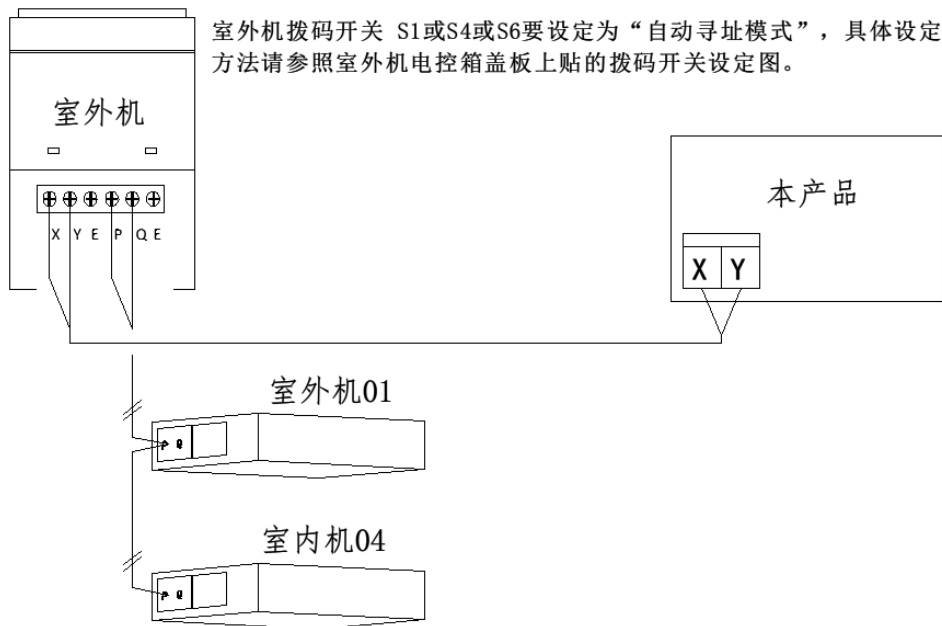 室外机拨码开关 S1或S4或S6要设定为“自动寻址模式”，具体设定
方法请参照室外机电控箱盖板上贴的拨码开关设定图。
室外机
X Y E P Q E
本产品
X Y
室外机01
P Q
室内机04
P Q